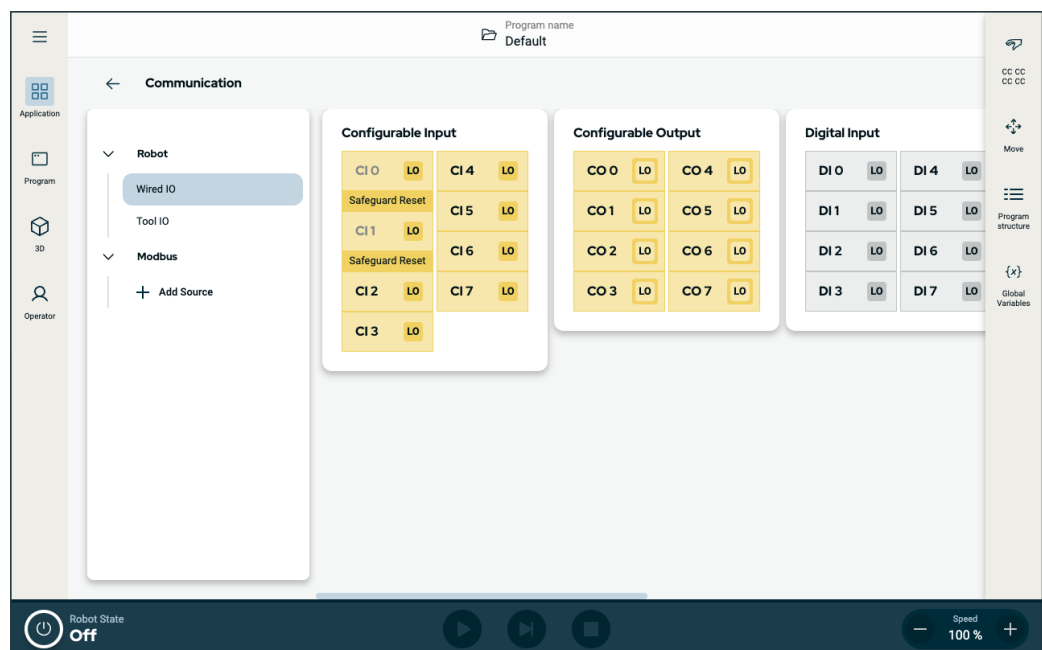 Program name
Default
CC CC
CC CC
Application
Communication
Move
Program
Robot
Wired IO
Tool IO
Modbus
Add Source
3D
Operator
Configurable Input
CI 0 LO CI 4 LO
Safeguard Reset
CI 5 LO
CI 1 LO
CI 6 LO
Safeguard Reset
CI 2 LO CI 7 LO
CI 3 LO
Configurable Output
CO 0 LO CO 4 LO
CO 1 LO CO 5 LO
CO 2 LO CO 6 LO
CO 3 LO CO 7 LO
Digital Input
DI 0 LO DI 4 LO
DI 1 LO DI 5 LO
DI 2 LO DI 6 LO
DI 3 LO DI 7 LO
Program
structure
{x}
Global
Variables
Robot State
Off
Speed
100 %